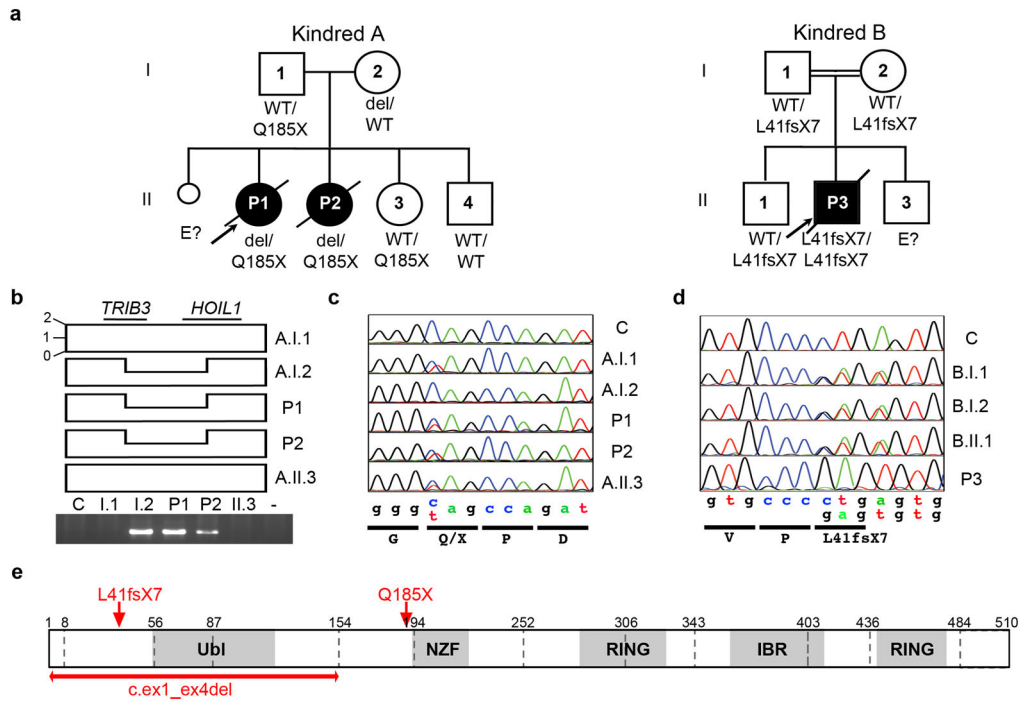 a
Kindred A
Kindred B
I
1
2
WT/
Q185X
del/
WT
I
1
2
WT/
L41fsX7
WT/
L41fsX7
II
E?
P1
P2
3
4
del/
Q185X
del/
Q185X
WT/
Q185X
WT/
WT
II
1
P3
3
WT/
L41fsX7
L41fsX7/
L41fsX7
E?
b
TRIB3 HOIL1
2
1
0
A.I.1
A.I.2
P1
P2
A.II.3
C I.1 I.2 P1 P2 II.3 -
c
C
A.I.1
A.I.2
P1
P2
A.II.3
g g g c a g c c a g a t
t
G Q/X P D
d
C
B.I.1
B.I.2
B.II.1
P3
g t g c c c c t g a g t g
g a g t g t g
V P L41fsX7
e
L41fsX7
Q185X
1 8 56 87 154 194 252 306 343 403 436 484 510
Ubl NZF RING IBR RING
c.ex1_ex4del